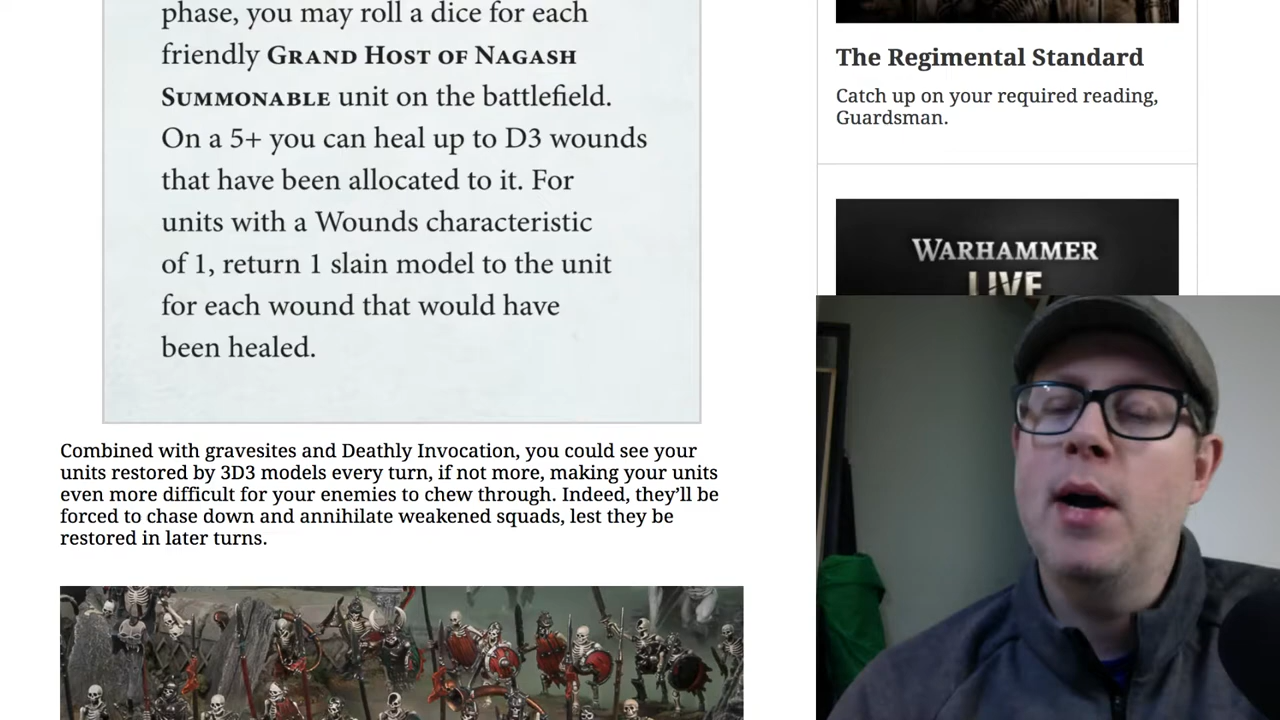 phase, you may roll a dice for each
friendly GRAND HOST OF NAGASH
SUMMONABLE unit on the battlefield.
On a 5+ you can heal up to D3 wounds
that have been allocated to it. For
units with a Wounds characteristic
of 1, return 1 slain model to the unit
for each wound that would have
been healed.
Combined with gravesites and Deathly Invocation, you could see your
units restored by 3D3 models every turn, if not more, making your units
even more difficult for your enemies to chew through. Indeed, they’ll be
forced to chase down and annihilate weakened squads, lest they be
restored in later turns.
The Regimental Standard
Catch up on your required reading,
Guardsman.
WARHAMMER
LIVE